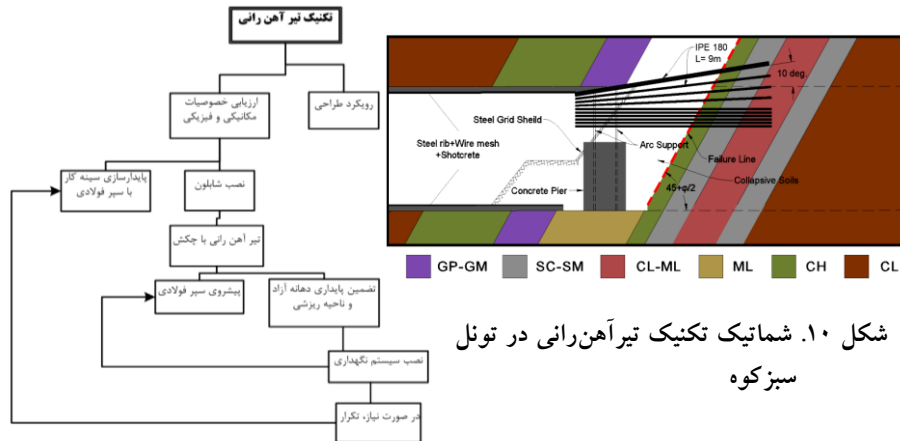 تکنیک تیر آهن رانی
ارزیابی خصوصیات
مکانیکی و فیزیکی
رویکرد طراحی
پایدارسازی سینه کار
با سپر فولادی
نصب شابلون
تیر آهن رانی با چکش
پیشروی سپر فولادی
تضمین پایداری دهانه آزاد
و ناحیه ریزشی
نصب سیستم نگهداری
در صورت نیاز، تکرار
IPE 180
L= 9m
10 deg.
Steel Grid Sheild
Steel rib+Wire mesh
+Shotcrete
Arc Support
Failure Line
Collapsive Soils
Concrete Pier
45+φ/2
GP-GM
SC-SM
CL-ML
ML
CH
CL
شکل ۱۰. شماتیک تکنیک تیرآهن‌رانی در تونل
سبزکوه